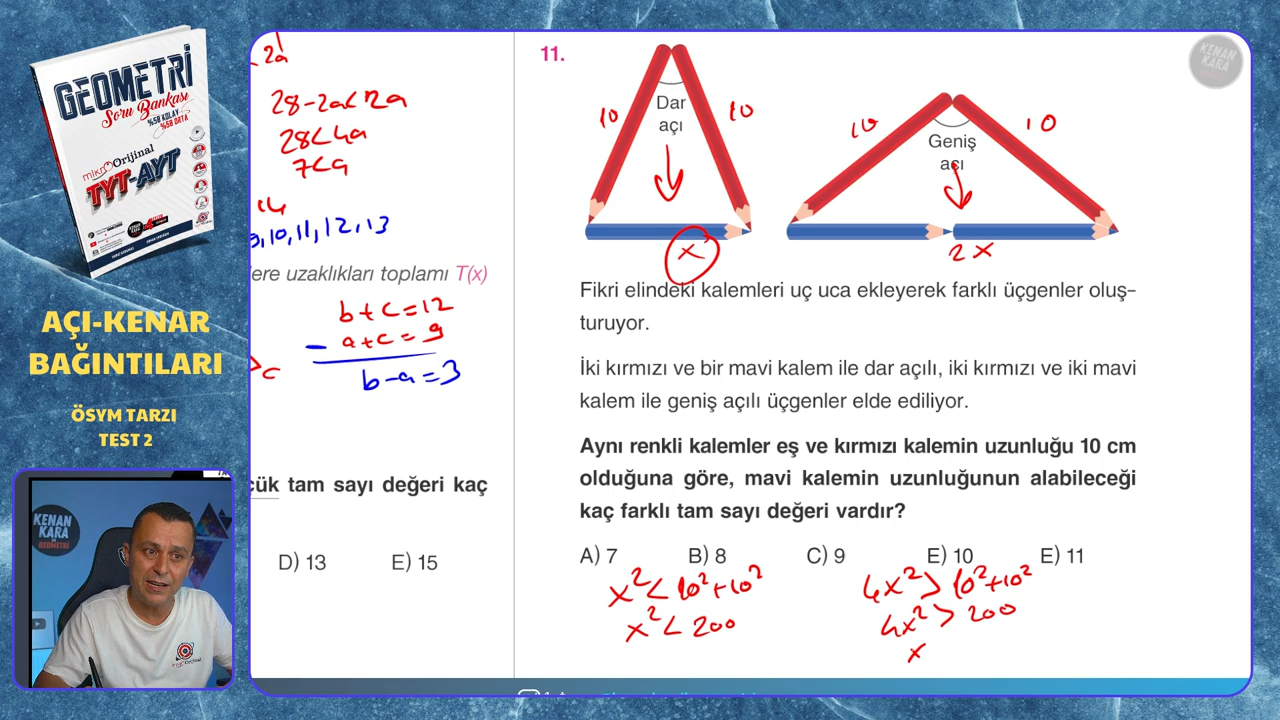 GEOMETRİ
Soru Bankası
%50 KOLAY
%50 ORTA
mikro Orijinal
TYT-AYT
AÇI-KENAR
BAĞINTILARI
ÖSYM TARZI
TEST 2
KENAN
KARA
GEOMETRİ
28-2a<2a
28<4a
7<a
14
10, 11, 12, 13
ere uzaklıkları toplamı T(x)
b+c=12
a+c=9
b-a=3
c
cük tam sayı değeri kaç
D) 13 E) 15
KENAN
KARA
11.
10
Dar
açı
10
x
10
Geniş
açı
10
2x
Fikri elindeki kalemleri uç uca ekleyerek farklı üçgenler oluş-
turuyor.
İki kırmızı ve bir mavi kalem ile dar açılı, iki kırmızı ve iki mavi
kalem ile geniş açılı üçgenler elde ediliyor.
Aynı renkli kalemler eş ve kırmızı kalemin uzunluğu 10 cm
olduğuna göre, mavi kalemin uzunluğunun alabileceği
kaç farklı tam sayı değeri vardır?
A) 7 B) 8 C) 9 E) 10 E) 11
x²<10²+10²
x²<200
4x²>10²+10²
4x²>200
x